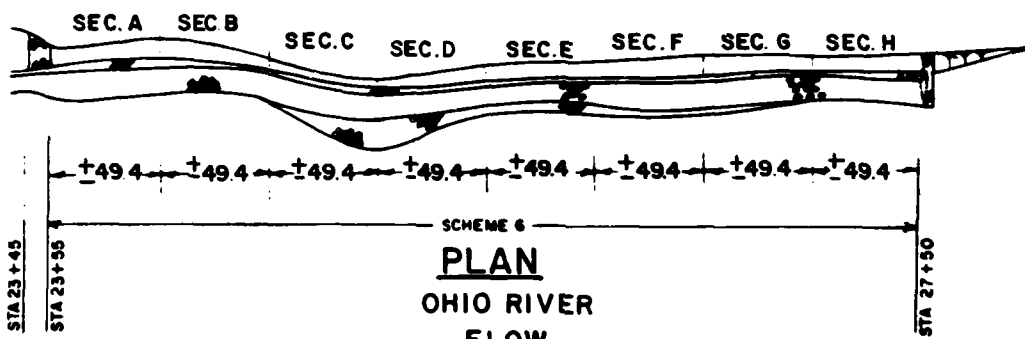 SEC. A SEC. B SEC. C SEC. D SEC. E SEC. F SEC. G SEC. H
±49.4 ±49.4 ±49.4 ±49.4 ±49.4 ±49.4 ±49.4 ±49.4
SCHEME 6
STA 23+45
STA 23+55
STA 27+50
PLAN
OHIO RIVER
FLOW